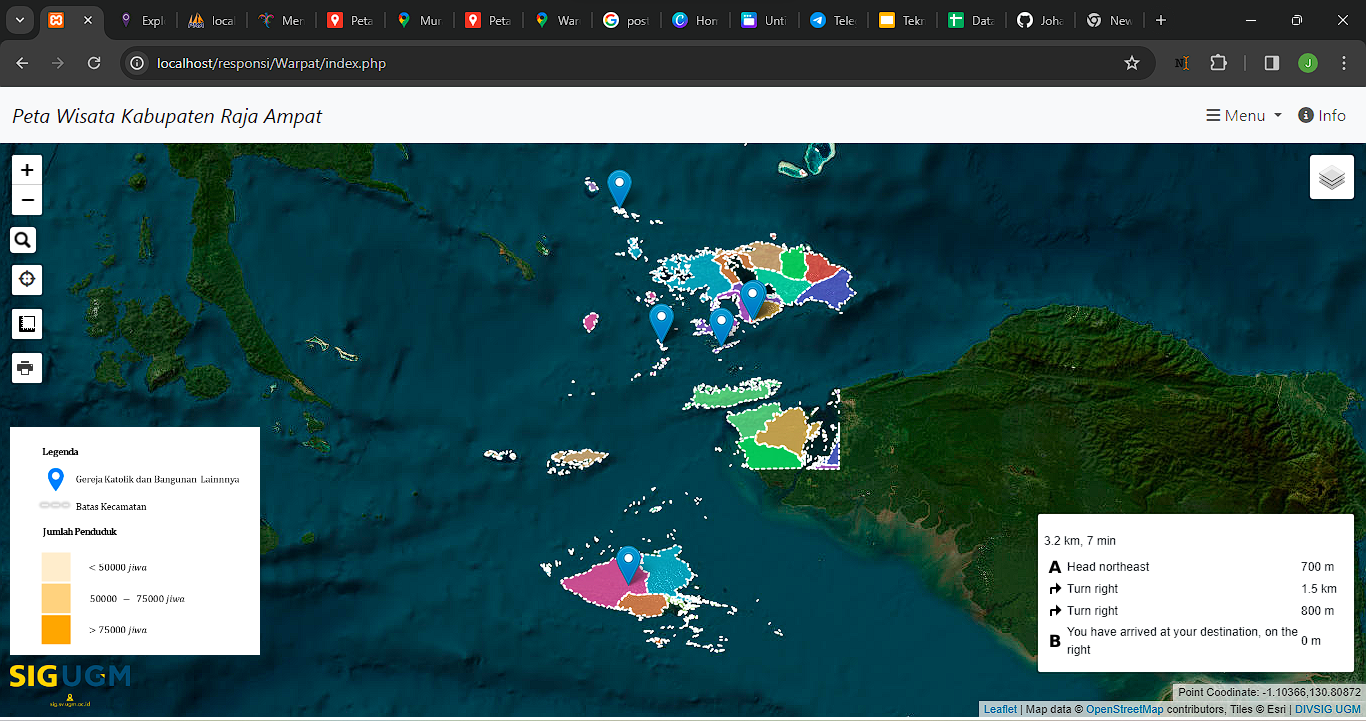 Expl
local
Mer
Peta
Mur
Peta
War
post
Hon
Unti
Tele
Tekr
Data
Joha
New
localhost/responsi/Warpat/index.php
J
Peta Wisata Kabupaten Raja Ampat
Menu
Info
+
−
Legenda
Gereja Katolik dan Bangunan Lainnnya
Batas Kecamatan
Jumlah Penduduk
< 50000 jiwa
50000 − 75000 jiwa
> 75000 jiwa
SIGUGM
sig.sv.ugm.ac.id
3.2 km, 7 min
A Head northeast 700 m
Turn right 1.5 km
Turn right 800 m
B You have arrived at your destination, on the right 0 m
Point Coodinate: -1.10366,130.80872
Leaflet | Map data © OpenStreetMap contributors, Tiles © Esri | DIVSIG UGM